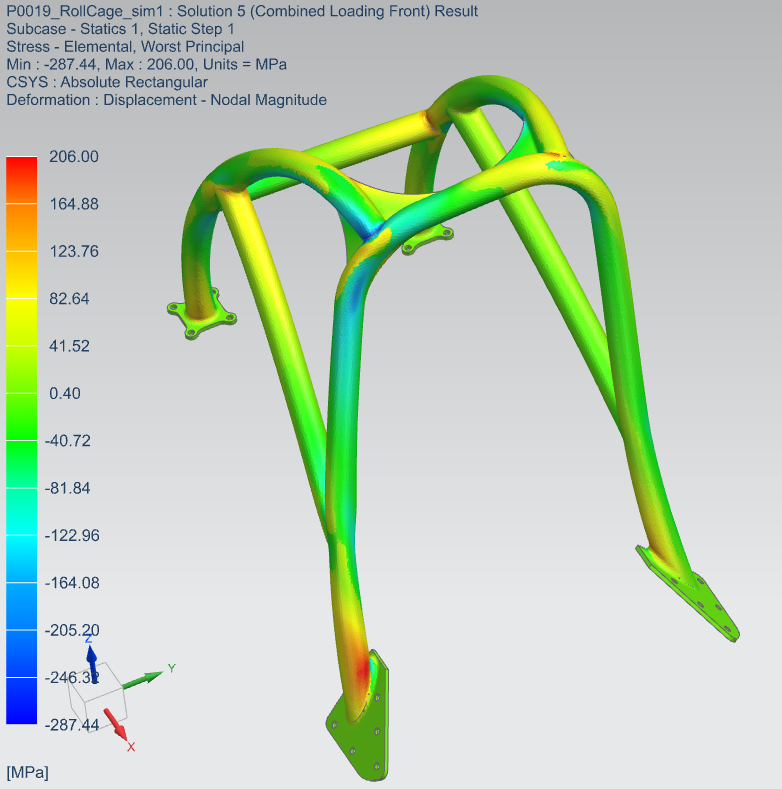 P0019_RollCage_sim1 : Solution 5 (Combined Loading Front) Result
Subcase - Statics 1, Static Step 1
Stress - Elemental, Worst Principal
Min : -287.44, Max : 206.00, Units = MPa
CSYS : Absolute Rectangular
Deformation : Displacement - Nodal Magnitude
206.00
164.88
123.76
82.64
41.52
0.40
-40.72
-81.84
-122.96
-164.08
-205.20
Z
Y
-246.32
-287.44
X
[MPa]